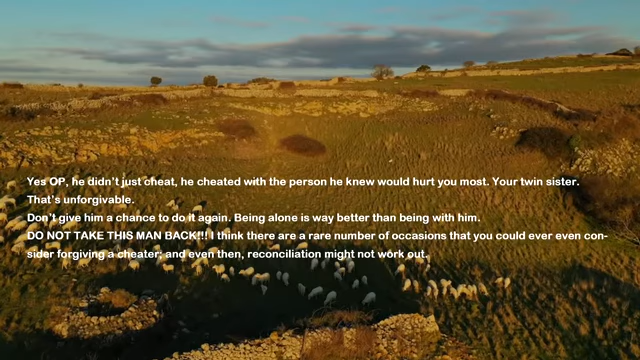 Yes OP, he didn't just cheat, he cheated with the person he knew would hurt you most. Your twin sister.
That's unforgivable.
Don't give him a chance to do it again. Being alone is way better than being with him.
DO NOT TAKE THIS MAN BACK!!! I think there are a rare number of occasions that you could ever even con-
sider forgiving a cheater; and even then, reconciliation might not work out.